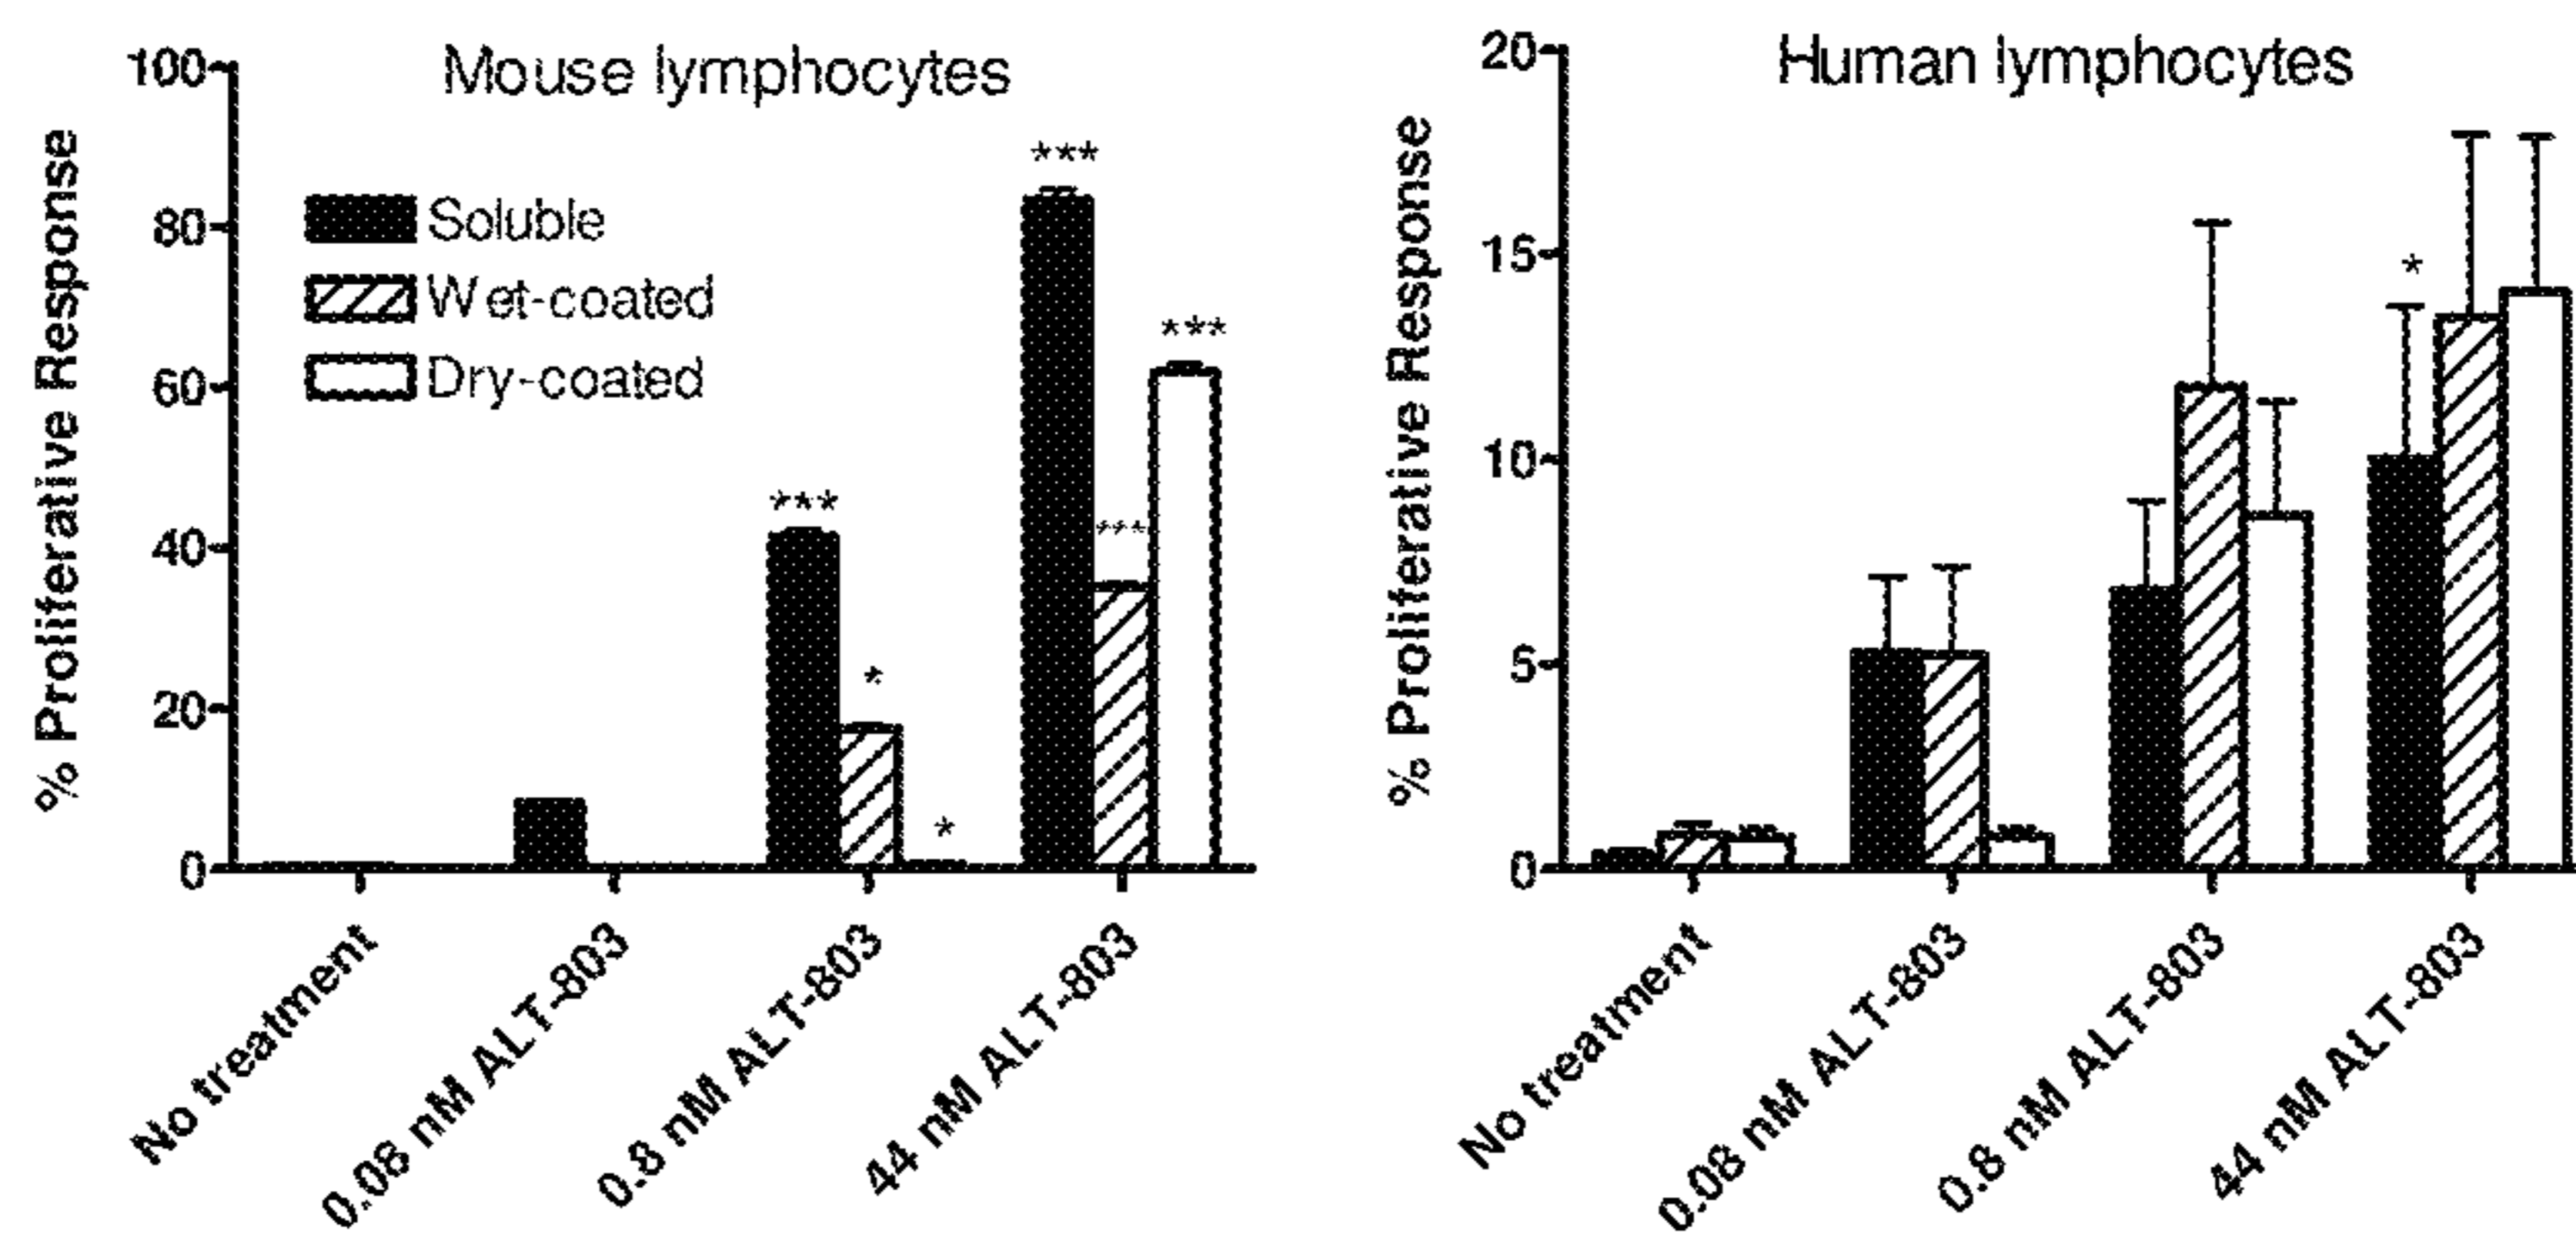 Mouse lymphocytes
% Proliferative Response
100
80
60
40
20
0
Soluble
Wet-coated
Dry-coated
***
*
*
***
***
***
No treatment
0.08 nM ALT-803
0.8 nM ALT-803
44 nM ALT-803
Human lymphocytes
% Proliferative Response
20
15
10
5
0
*
No treatment
0.08 nM ALT-803
0.8 nM ALT-803
44 nM ALT-803